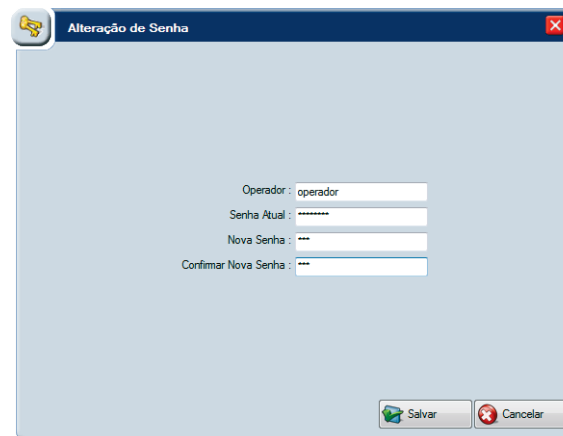 Alteração de Senha
Operador : operador
Senha Atual : ********
Nova Senha : ***
Confirmar Nova Senha : ***
Salvar Cancelar